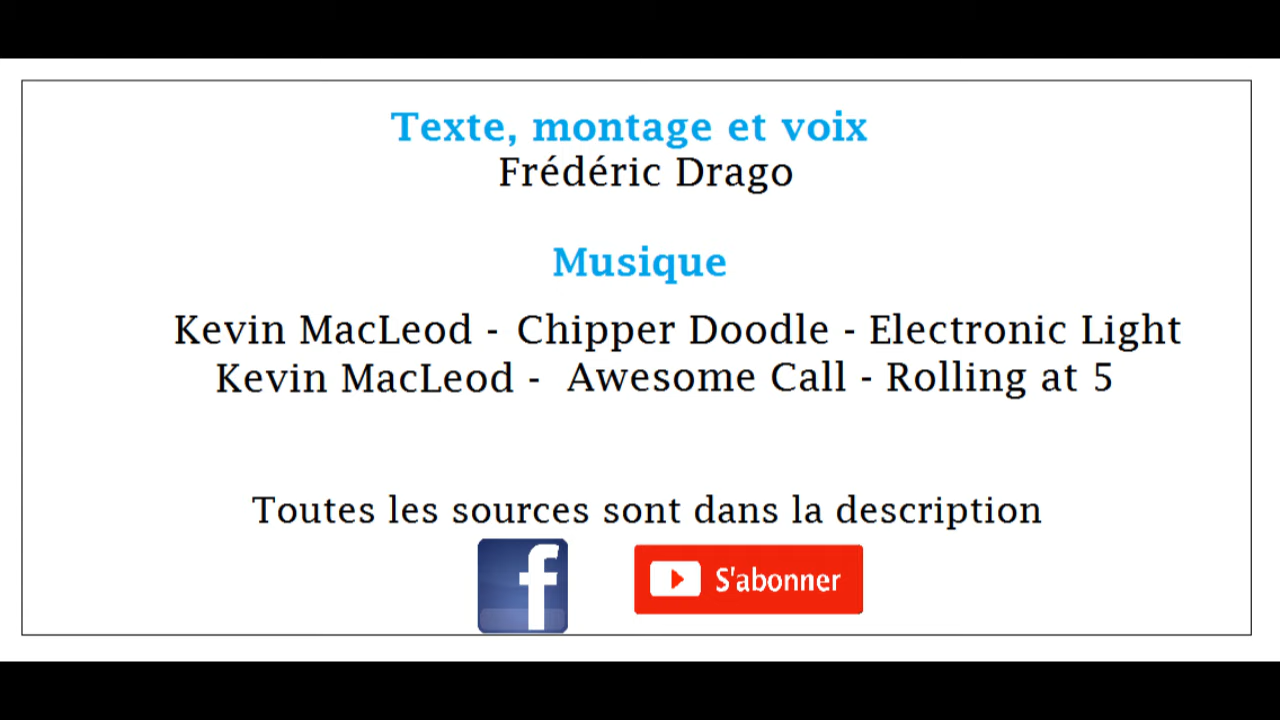 Texte, montage et voix
Frédéric Drago
Musique
Kevin MacLeod - Chipper Doodle - Electronic Light
Kevin MacLeod - Awesome Call - Rolling at 5
Toutes les sources sont dans la description
f
S'abonner